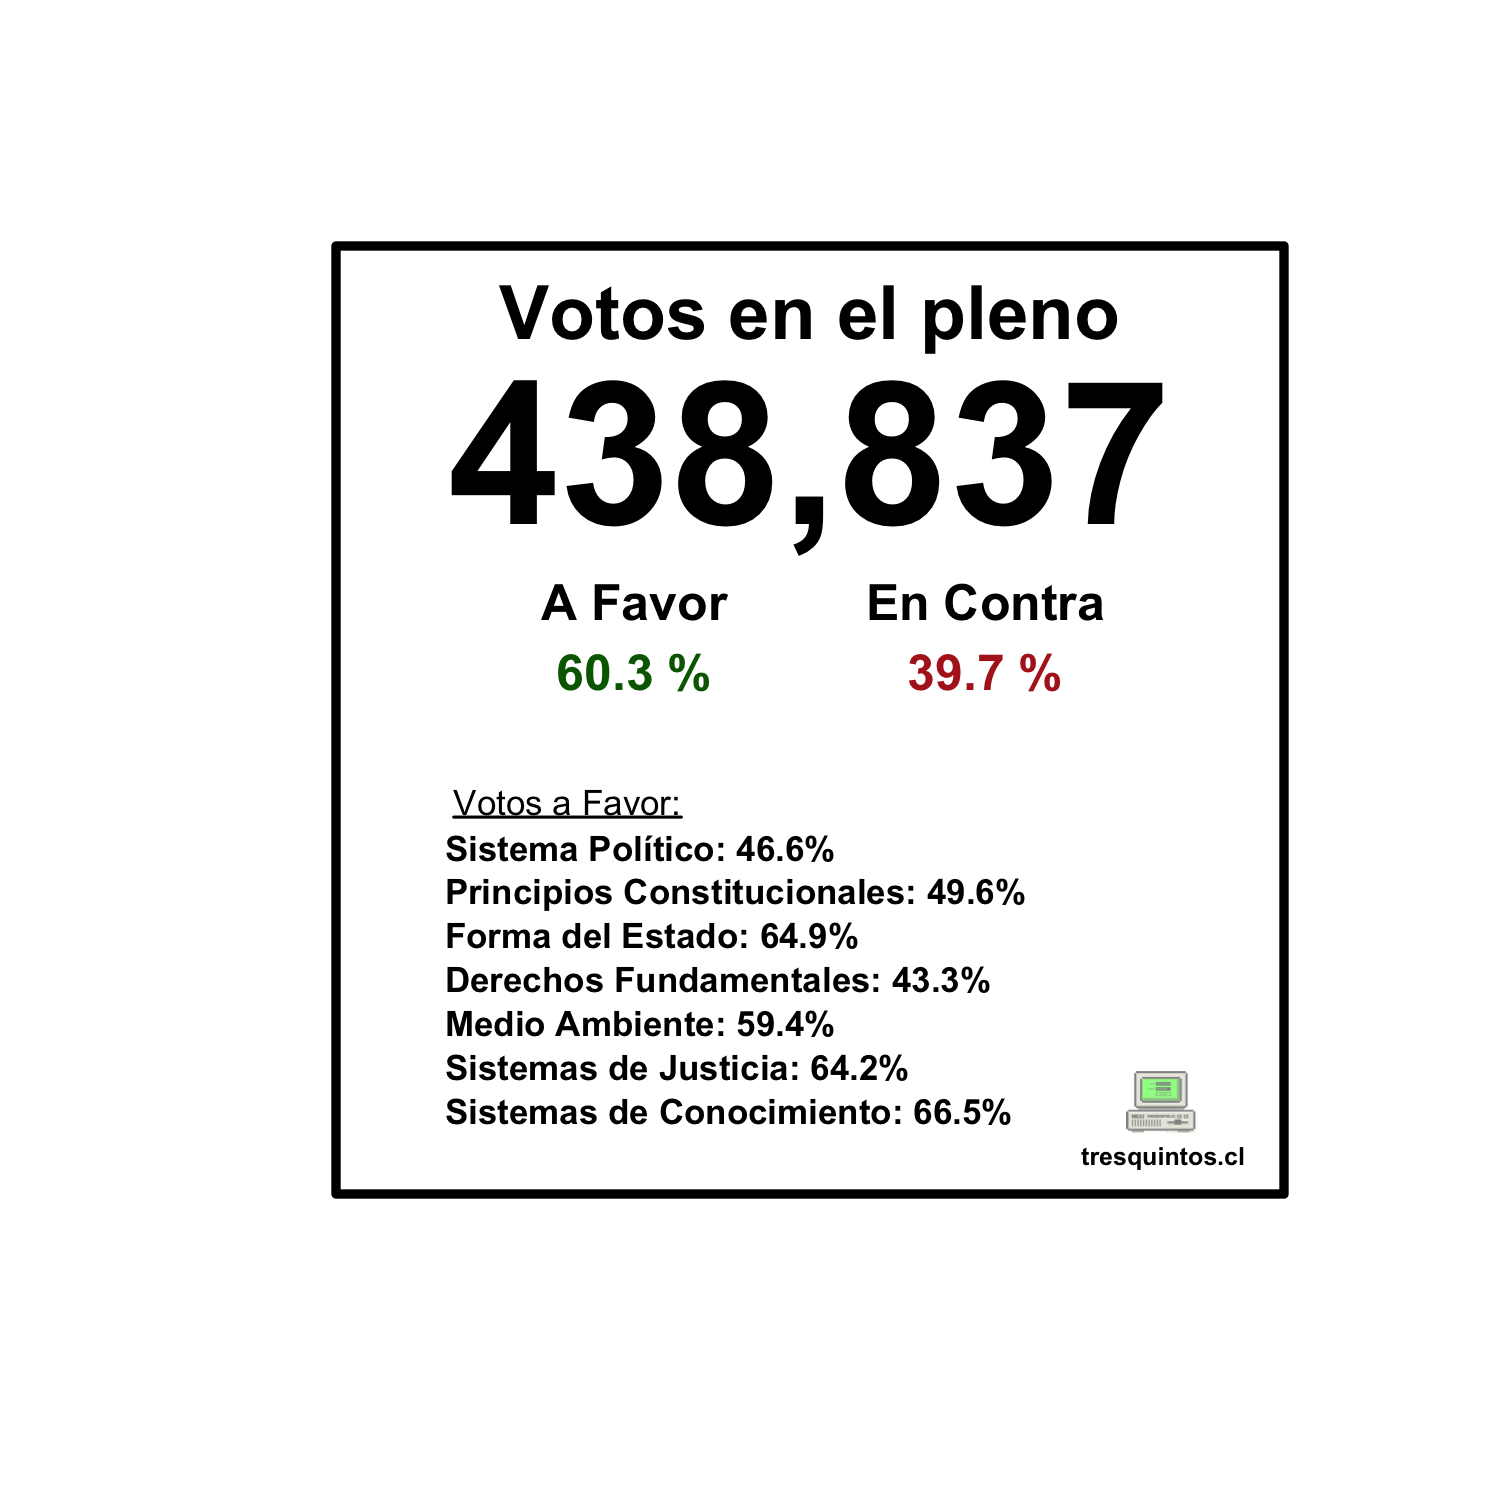 Votos en el pleno
438,837
A Favor En Contra
60.3 % 39.7 %
Votos a Favor:
Sistema Político: 46.6%
Principios Constitucionales: 49.6%
Forma del Estado: 64.9%
Derechos Fundamentales: 43.3%
Medio Ambiente: 59.4%
Sistemas de Justicia: 64.2%
Sistemas de Conocimiento: 66.5%
tresquintos.cl